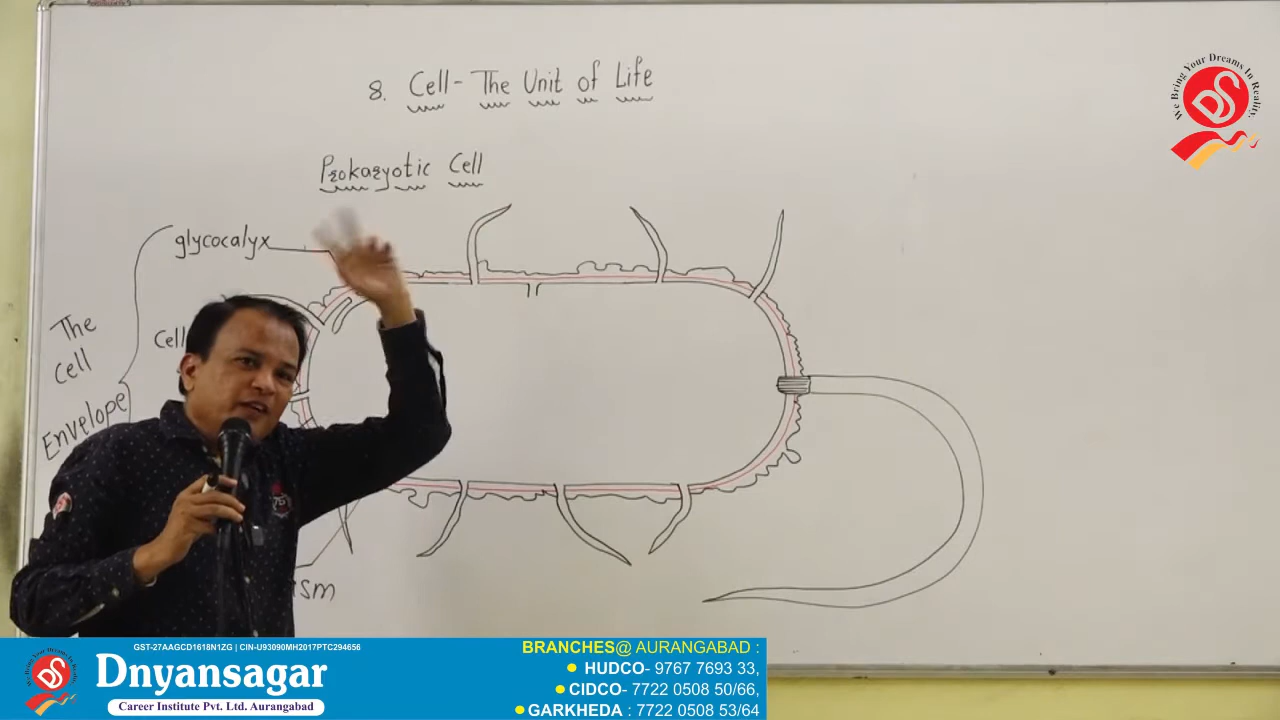 8. Cell - The Unit of Life
Prokaryotic Cell
glycocalyx
Cell
The
Cell
Envelope
We Bring Your Dreams In Reality.
DS
GST-27AAGCD1618N1ZG | CIN-U93090MH2017PTC294656
Dnyansagar
Career Institute Pvt. Ltd. Aurangabad
BRANCHES@ AURANGABAD :
HUDCO- 9767 7693 33,
CIDCO- 7722 0508 50/66,
GARKHEDA : 7722 0508 53/64